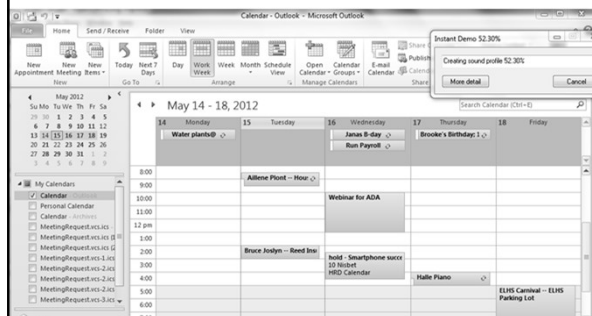 Calendar - Outlook - Microsoft Outlook
File Home Send / Receive Folder View
New Appointment
New Meeting
New Items
Today
Next 7 Days
Day
Work Week
Week
Month
Schedule View
Open Calendar
Calendar Groups
E-mail Calendar
Share
Publish
Calendar
New Go To Arrange Manage Calendars Share
Instant Demo 52.30%
Creating sound profile 52.30%
More detail Cancel
May 2012
Su Mo Tu We Th Fr Sa
29 30 1 2 3 4 5
6 7 8 9 10 11 12
13 14 15 16 17 18 19
20 21 22 23 24 25 26
27 28 29 30 31 1 2
3 4 5 6 7 8 9
My Calendars
Calendar - Outlook
Personal Calendar
Calendar - Archives
MeetingRequest.vcs.ics
MeetingRequest.vcs.ics (1
MeetingRequest.vcs.ics (2
MeetingRequest.vcs-1.ics
MeetingRequest.vcs-2.ics
MeetingRequest.vcs-2.ics
MeetingRequest.vcs-3.ics
May 14 - 18, 2012
Search Calendar (Ctrl+E)
14 Monday 15 Tuesday 16 Wednesday 17 Thursday 18 Friday
Water plants@
Janas B-day
Brooke's Birthday; 1
Run Payroll
8:00
9:00
10:00
11:00
12 pm
1:00
2:00
3:00
4:00
5:00
6:00
Aillene Piont -- Hour
Webinar for ADA
Bruce Joslyn -- Reed Insu
hold - Smartphone succe
10 Nisbet
HRD Calendar
Halle Piano
ELHS Carnival -- ELHS
Parking Lot